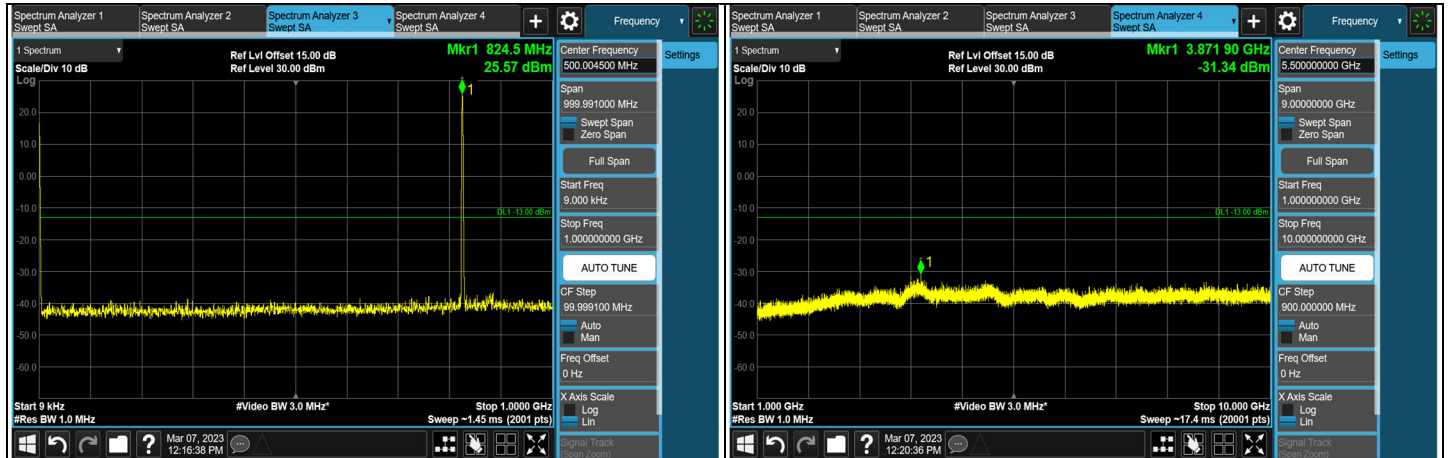 Spectrum Analyzer 1
Swept SA
Spectrum Analyzer 2
Swept SA
Spectrum Analyzer 3
Swept SA
Spectrum Analyzer 4
Swept SA
+
Frequency
1 Spectrum
Scale/Div 10 dB
Log
Ref Lvl Offset 15.00 dB
Ref Level 30.00 dBm
Mkr1 824.5 MHz
25.57 dBm
1
20.0
10.0
0.00
-10.0
-20.0
-30.0
-40.0
-50.0
-60.0
DL1 -13.00 dBm
Start 9 kHz
#Res BW 1.0 MHz
#Video BW 3.0 MHz*
Stop 1.0000 GHz
Sweep ~1.45 ms (2001 pts)
Center Frequency
500.004500 MHz
Settings
Span
999.991000 MHz
Swept Span
Zero Span
Full Span
Start Freq
9.000 kHz
Stop Freq
1.000000000 GHz
AUTO TUNE
CF Step
99.999100 MHz
Auto
Man
Freq Offset
0 Hz
X Axis Scale
Log
Lin
Signal Track
(Span Zoom)
?
Mar 07, 2023
12:16:38 PM
Spectrum Analyzer 1
Swept SA
Spectrum Analyzer 2
Swept SA
Spectrum Analyzer 3
Swept SA
Spectrum Analyzer 4
Swept SA
+
Frequency
1 Spectrum
Scale/Div 10 dB
Log
Ref Lvl Offset 15.00 dB
Ref Level 30.00 dBm
Mkr1 3.871 90 GHz
-31.34 dBm
1
20.0
10.0
0.00
-10.0
-20.0
-30.0
-40.0
-50.0
-60.0
DL1 -13.00 dBm
Start 1.000 GHz
#Res BW 1.0 MHz
#Video BW 3.0 MHz*
Stop 10.000 GHz
Sweep ~17.4 ms (20001 pts)
Center Frequency
5.500000000 GHz
Settings
Span
9.00000000 GHz
Swept Span
Zero Span
Full Span
Start Freq
1.000000000 GHz
Stop Freq
10.000000000 GHz
AUTO TUNE
CF Step
900.000000 MHz
Auto
Man
Freq Offset
0 Hz
X Axis Scale
Log
Lin
Signal Track
(Span Zoom)
?
Mar 07, 2023
12:20:36 PM